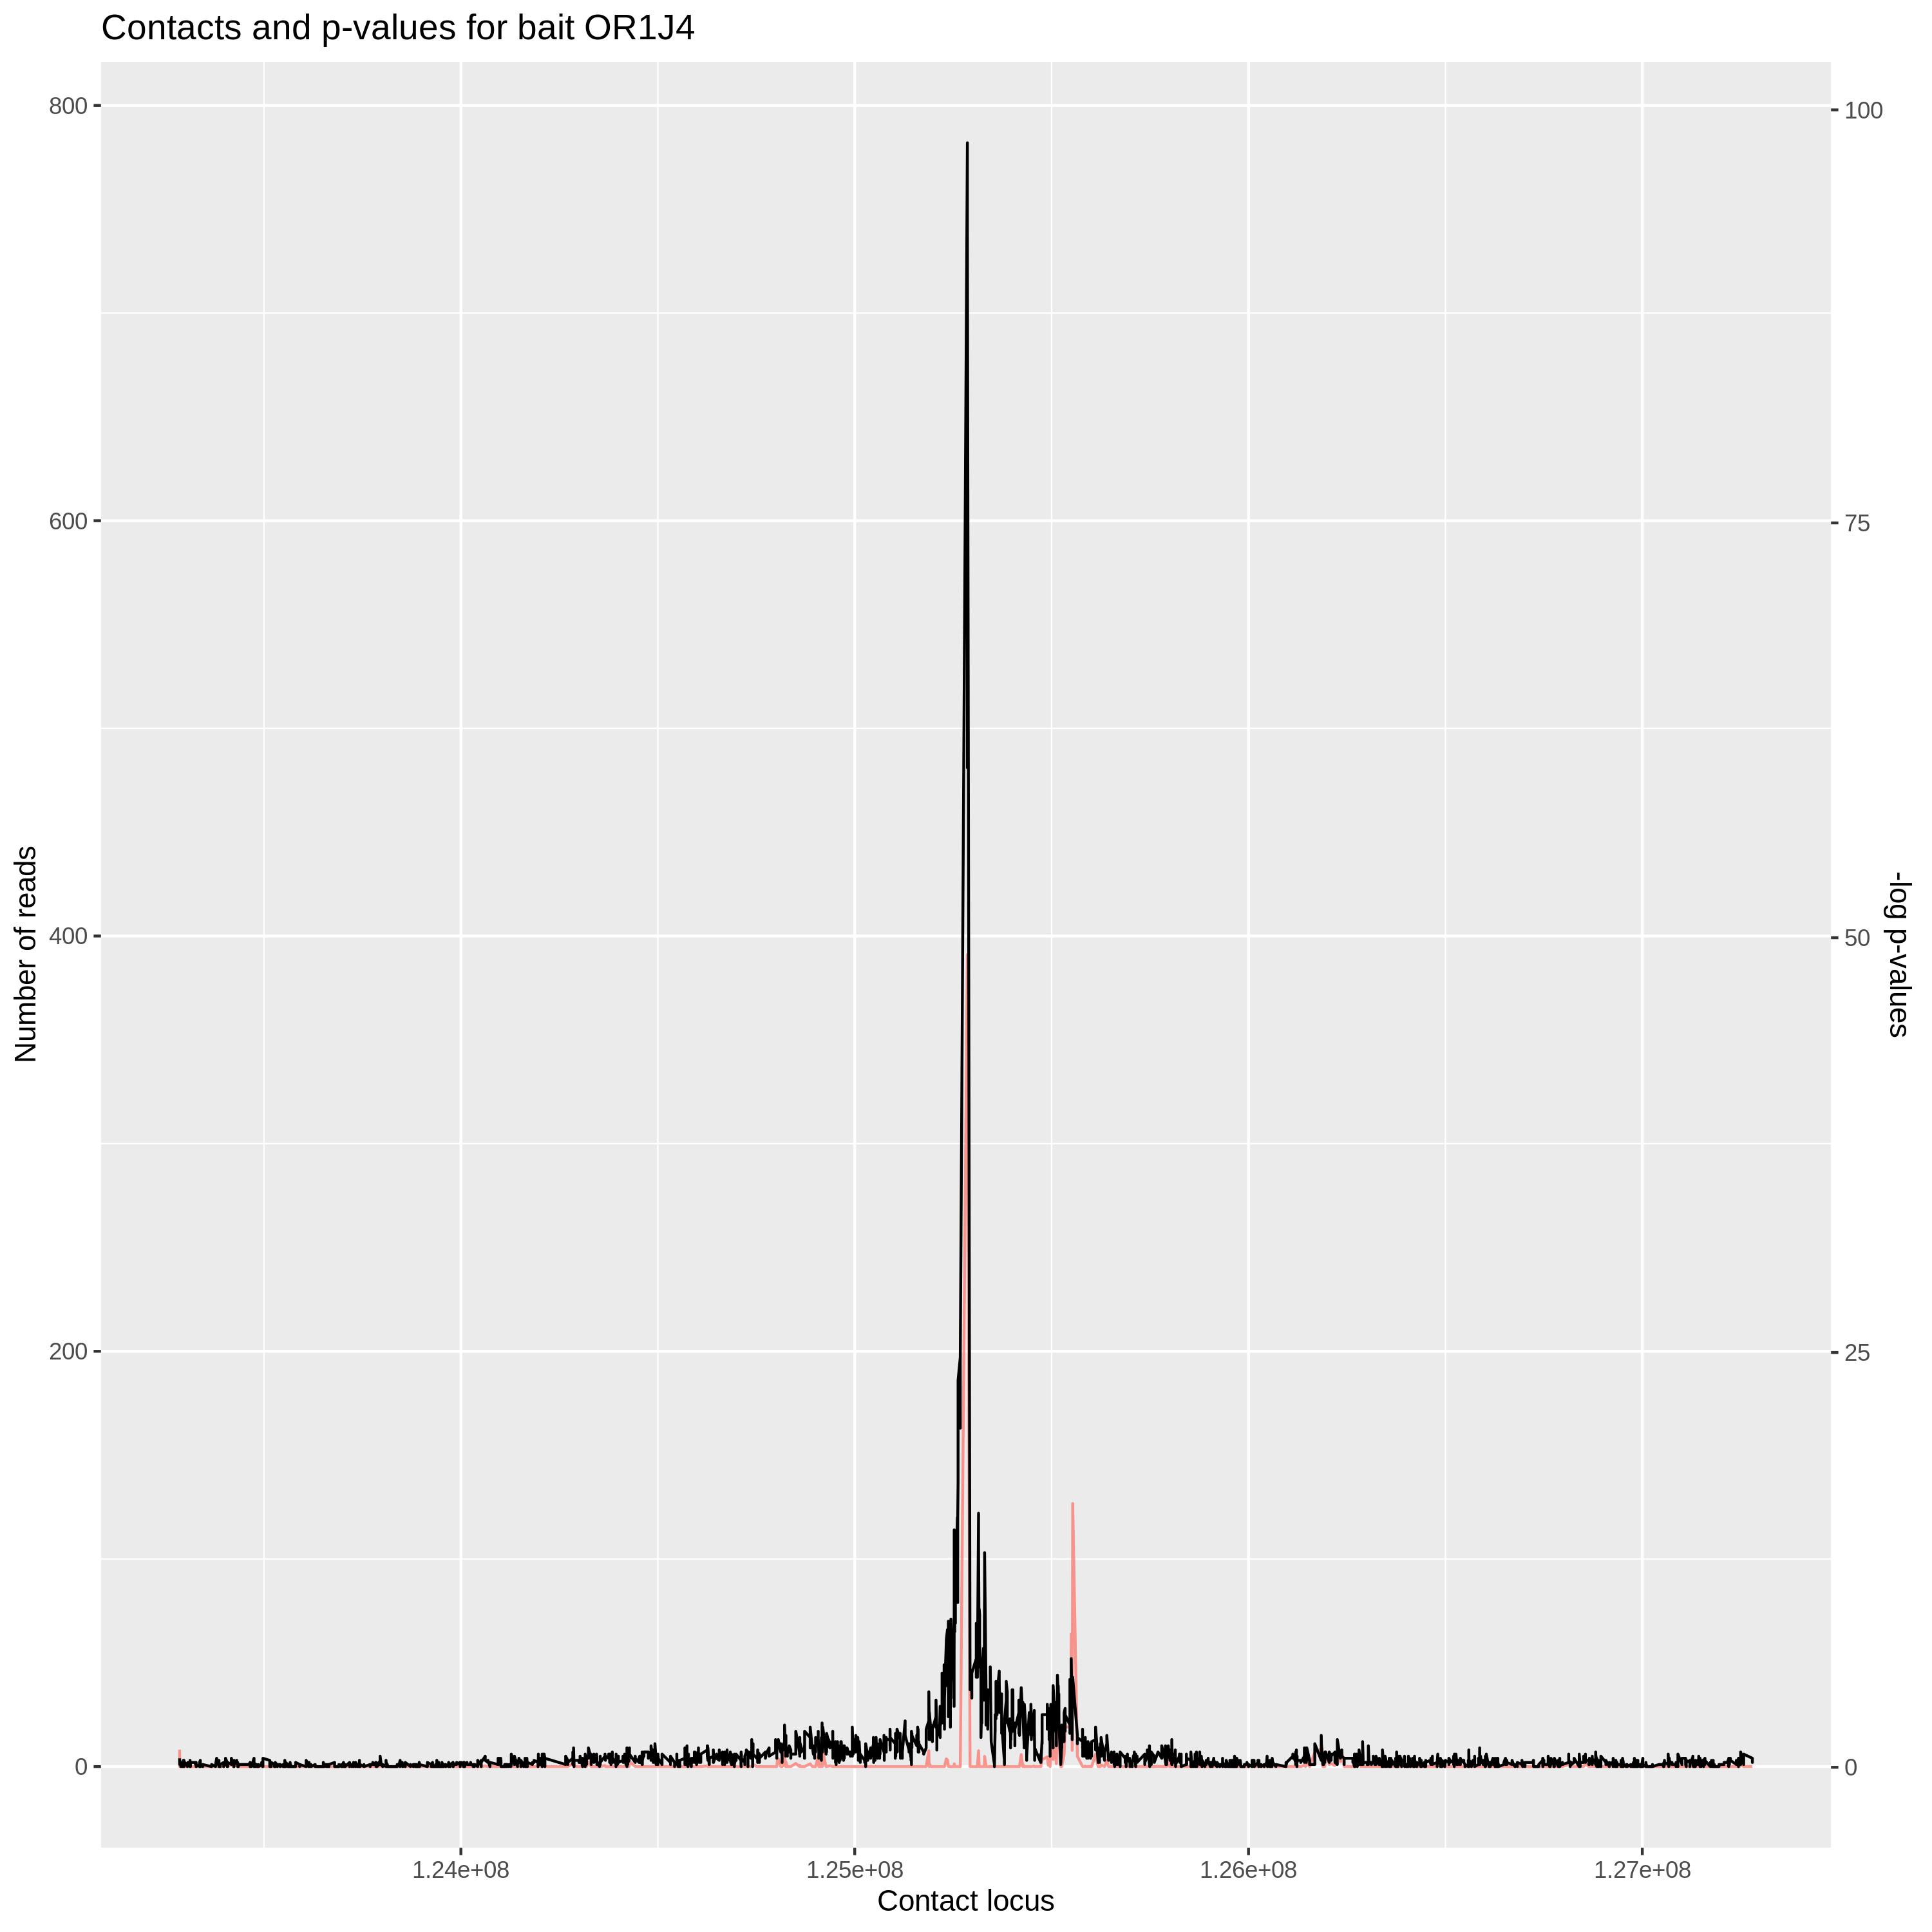 Contacts and p-values for bait OR1J4
800
600
400
200
0
Number of reads
100
75
50
25
0
-log p-values
1.24e+08
1.25e+08
1.26e+08
1.27e+08
Contact locus